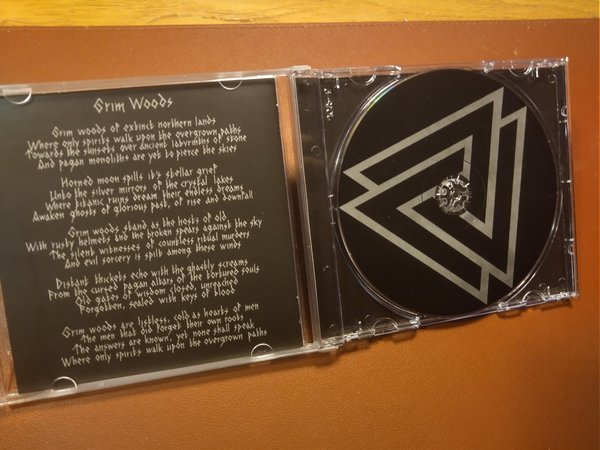 Grim Woods
Grim woods of extinct northern lands
Where only spirits walk upon the overgrown paths
Towards the sunsets over ancient labyrinths of stone
And pagan monoliths are yet to pierce the skies
Horned moon spills it's stellar grief
Unto the silver mirrors of the crystal lakes
Where titanic ruins dream their endless dreams
Awaken ghosts of glorious past, of rise and downfall
Grim woods stand as the hosts of old
With rusty helmets and the broken spears against the sky
The silent witnesses of countless ritual murders
And evil sorcery is spilt among these winds
Distant thickets echo with the ghastly screams
From the cursed pagan altars of the tortured souls
Old gates of wisdom closed, unreached
Forgotten, sealed with keys of blood
Grim woods are listless, cold as hearts of men
The men that did forget their own roots
The answers are known, yet none shall speak
Where only spirits walk upon the overgrown paths